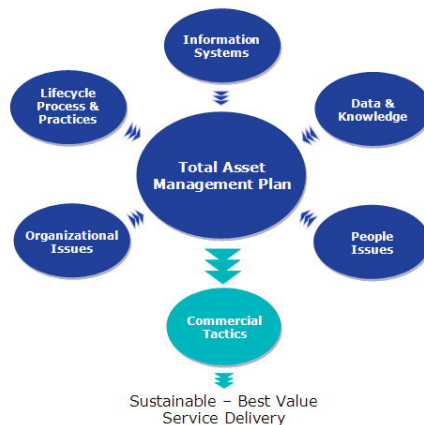 Information
Systems
Lifecycle
Process &
Practices
Data &
Knowledge
Total Asset
Management Plan
Organizational
Issues
People
Issues
Commercial
Tactics
Sustainable – Best Value
Service Delivery